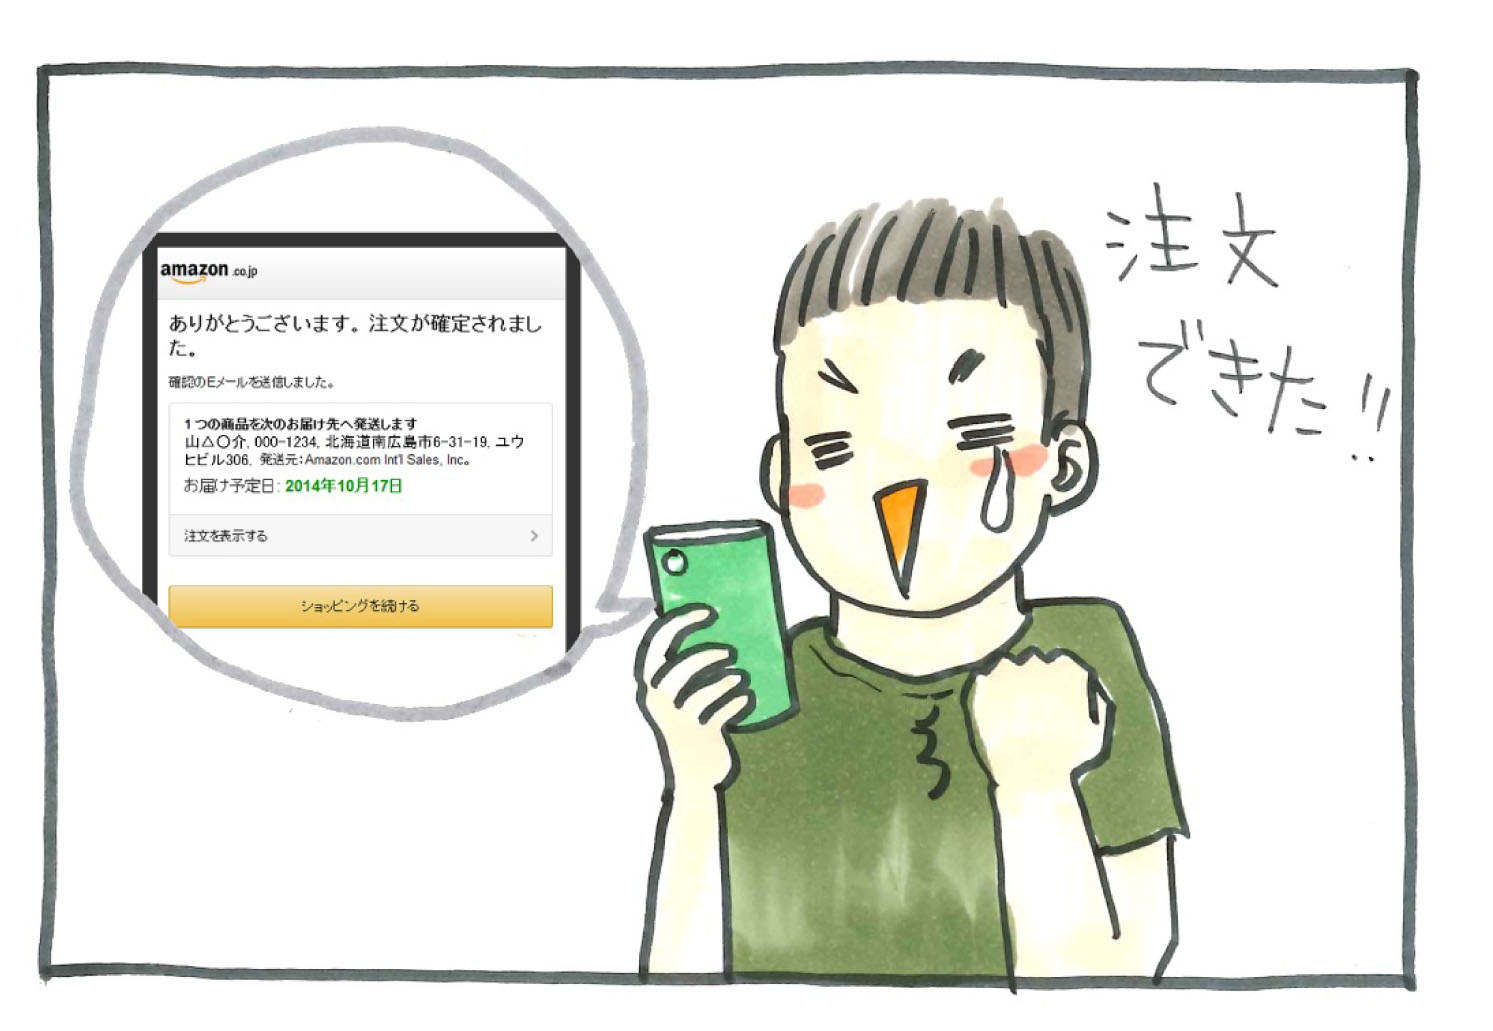 amazon.co.jp
ありがとうございます。注文が確定されまし
た。
確認のEメールを送信しました。
1つの商品を次のお届け先へ発送します
山△〇介, 000-1234, 北海道南広島市6-31-19, ユウ
ヒビル306, 発送元:Amazon.com Int'l Sales, Inc。
お届け予定日: 2014年10月17日
注文を表示する
ショッピングを続ける
注文
できた!!